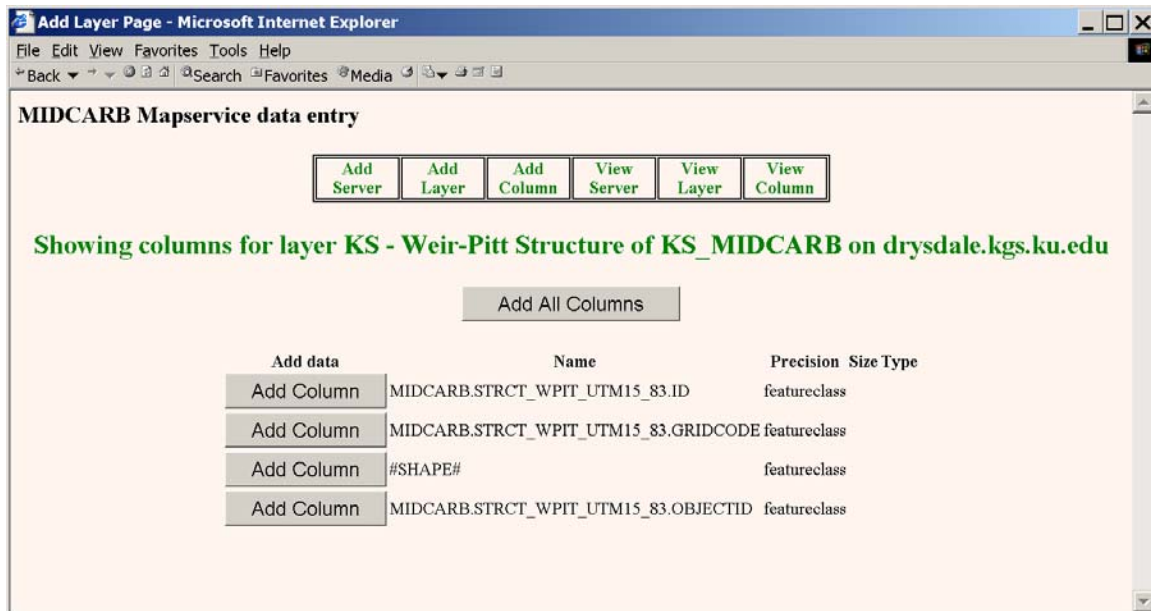 Add Layer Page - Microsoft Internet Explorer
File Edit View Favorites Tools Help
Back Search Favorites Media
MIDCARB Mapservice data entry
Add Server Add Layer Add Column View Server View Layer View Column
Showing columns for layer KS - Weir-Pitt Structure of KS_MIDCARB on drysdale.kgs.ku.edu
Add All Columns
Add data Name Precision Size Type
Add Column MIDCARB.STRCT_WPIT_UTM15_83.ID featureclass
Add Column MIDCARB.STRCT_WPIT_UTM15_83.GRIDCODE featureclass
Add Column #SHAPE# featureclass
Add Column MIDCARB.STRCT_WPIT_UTM15_83.OBJECTID featureclass